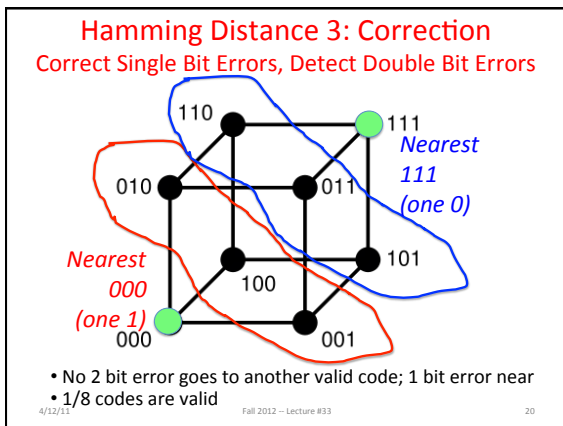 Hamming Distance 3: Correction
Correct Single Bit Errors, Detect Double Bit Errors
110
111
Nearest
111
(one 0)
010
011
Nearest
000
(one 1)
100
101
000
001
• No 2 bit error goes to another valid code; 1 bit error near
• 1/8 codes are valid
4/12/11
Fall 2012 -- Lecture #33
20